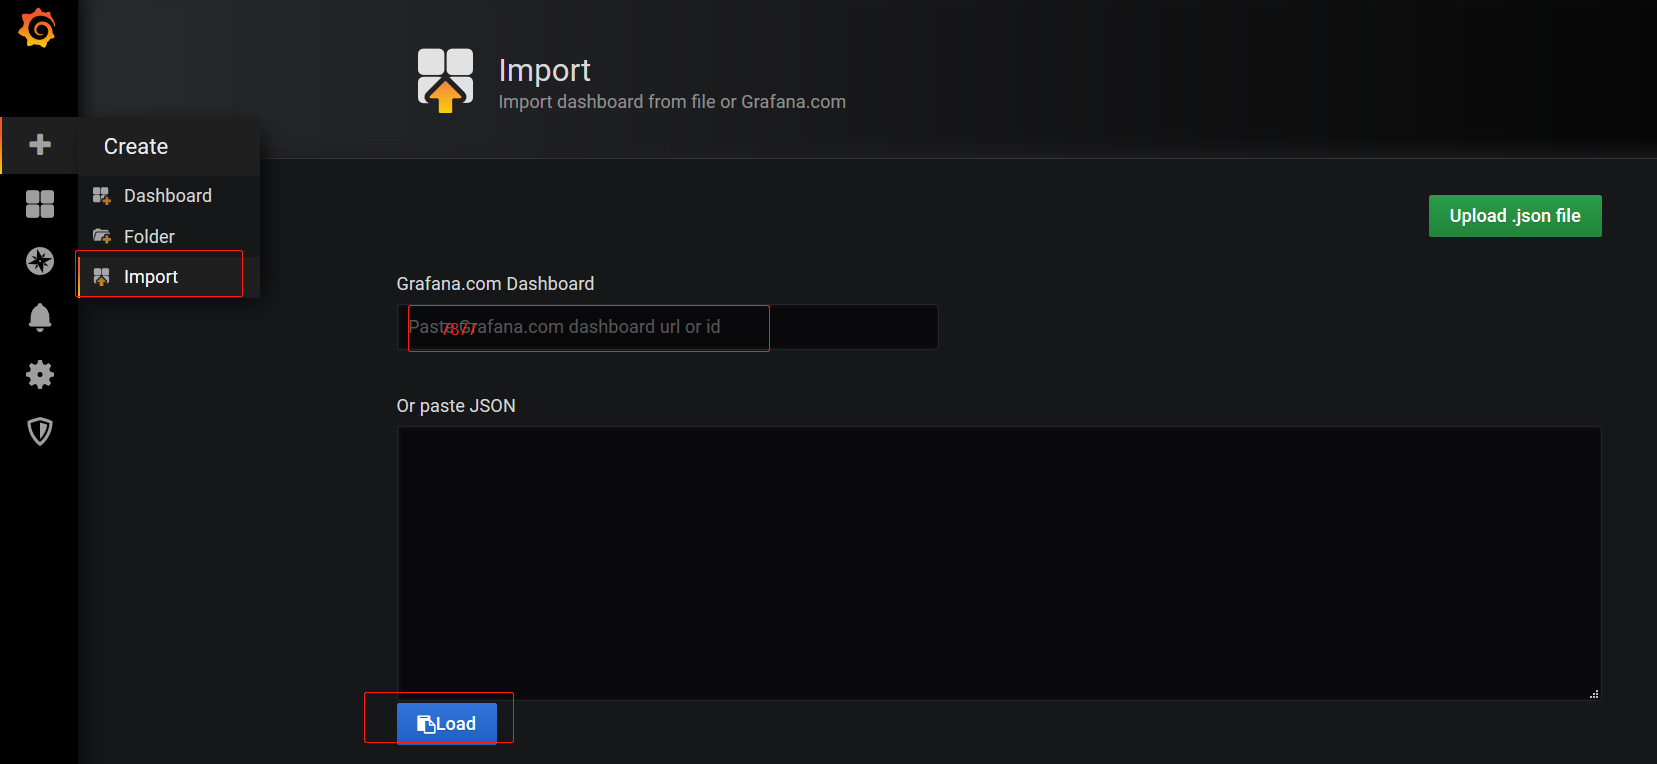 Import
Import dashboard from file or Grafana.com
Create
Dashboard
Folder
Import
Upload .json file
Grafana.com Dashboard
Paste Grafana.com dashboard url or id
7877
Or paste JSON
Load